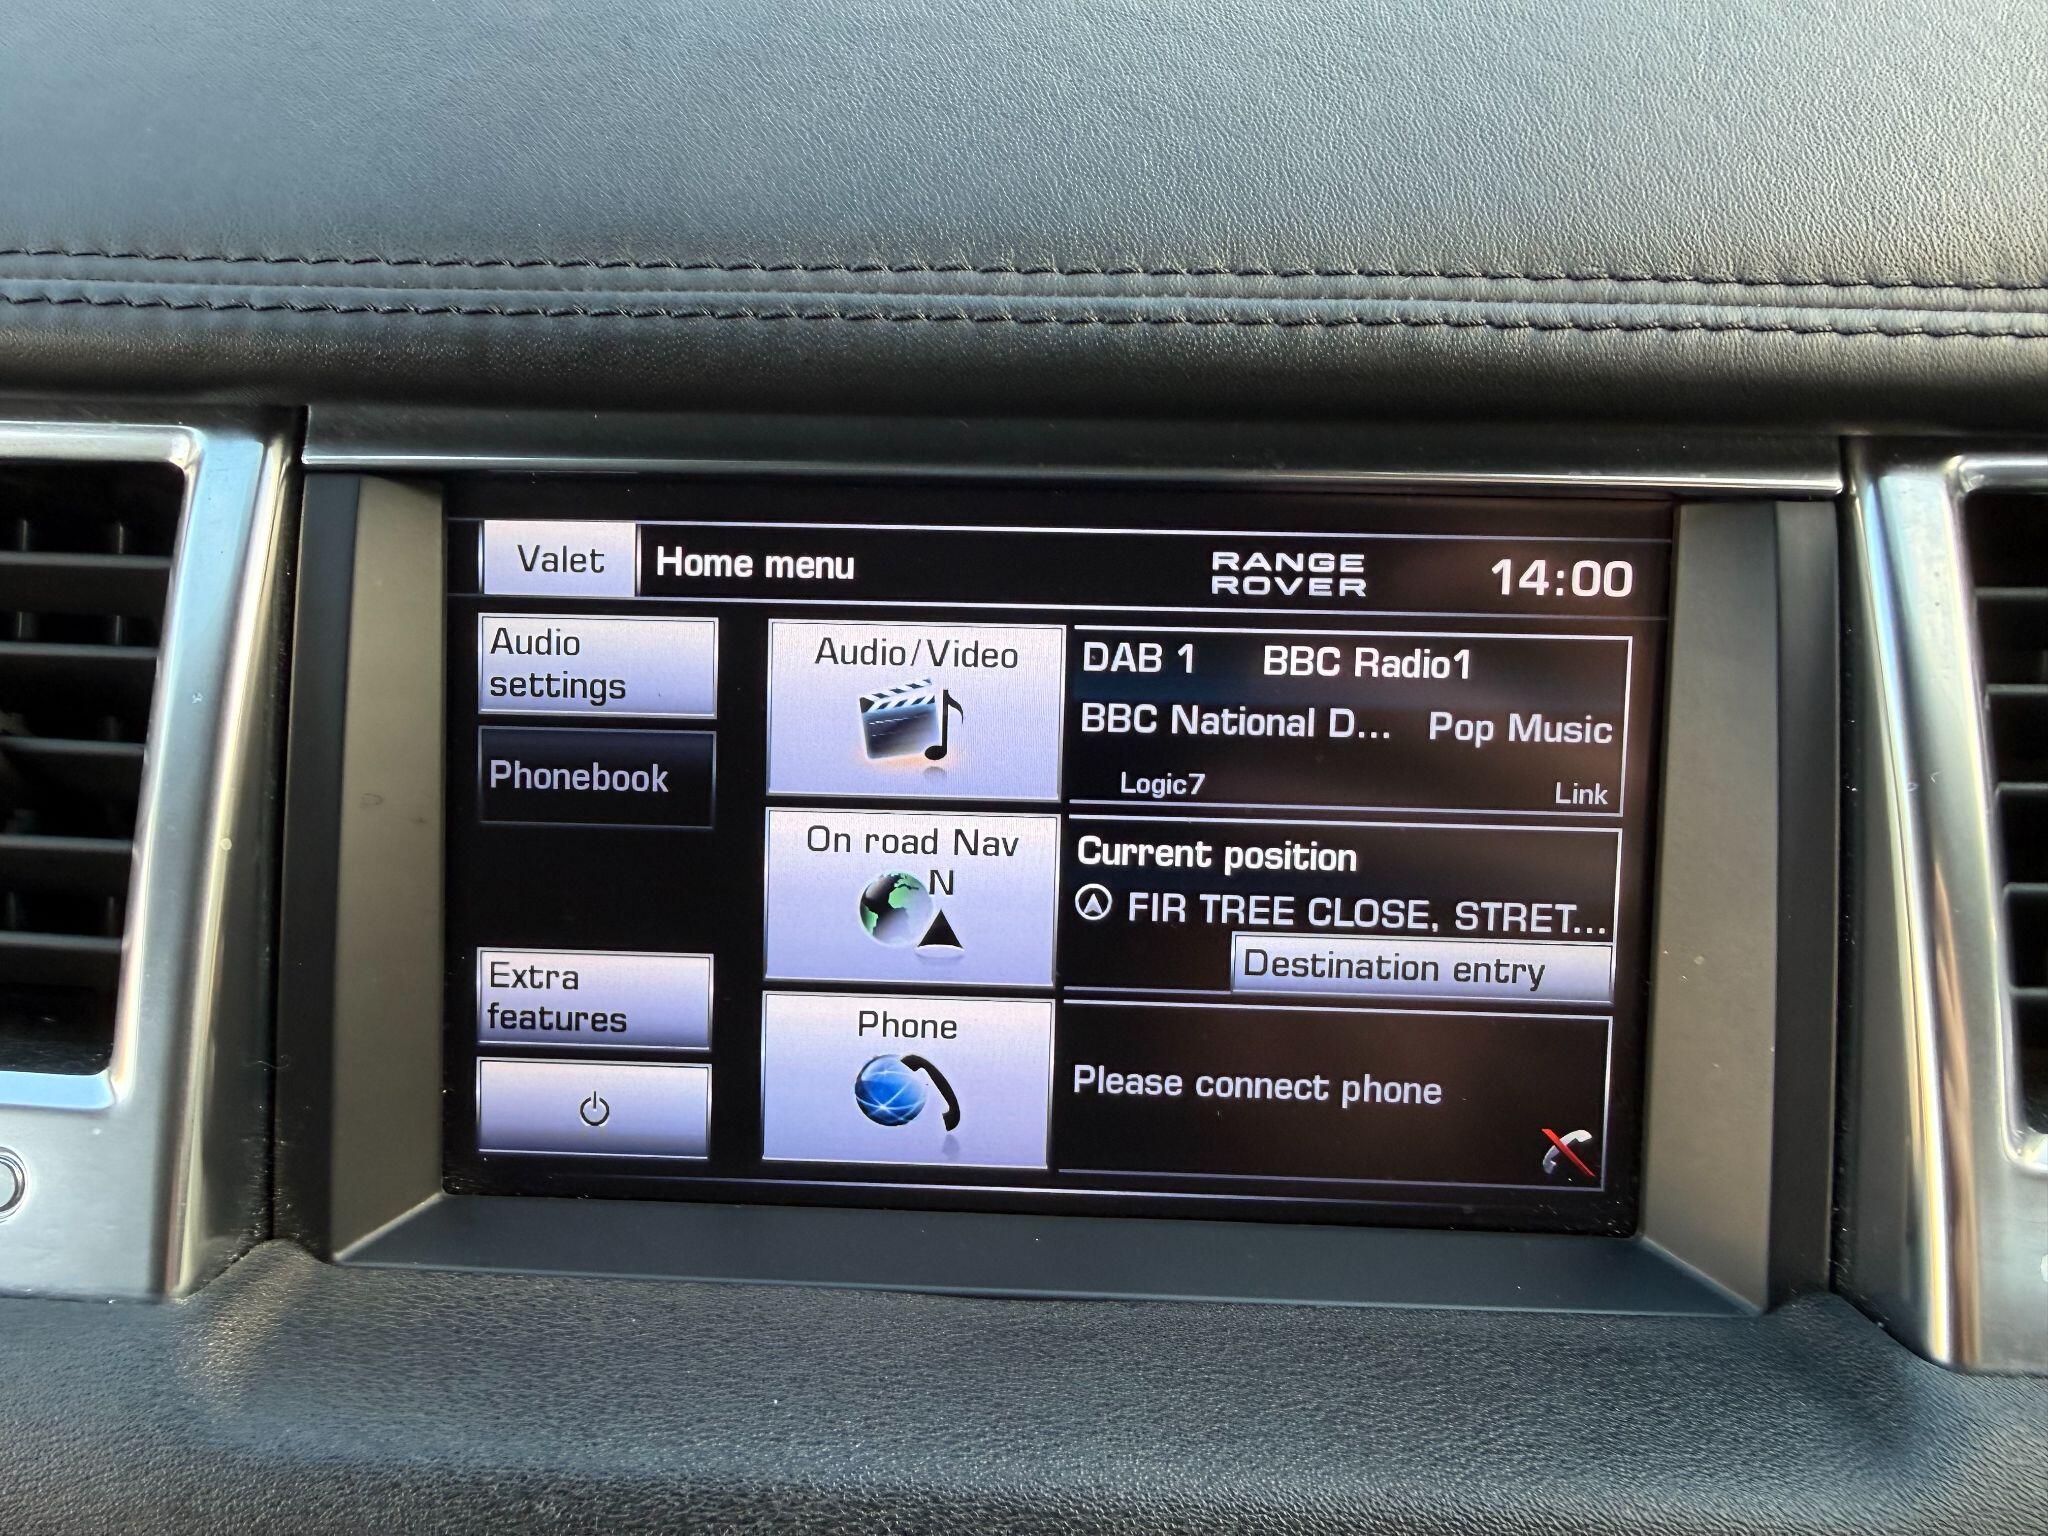 Valet
Home menu
RANGE
ROVER
14:00
Audio
settings
Phonebook
Extra
features
Audio/Video
DAB 1 BBC Radio1
BBC National D... Pop Music
Logic7 Link
On road Nav
N
Current position
FIR TREE CLOSE, STRET...
Destination entry
Phone
Please connect phone